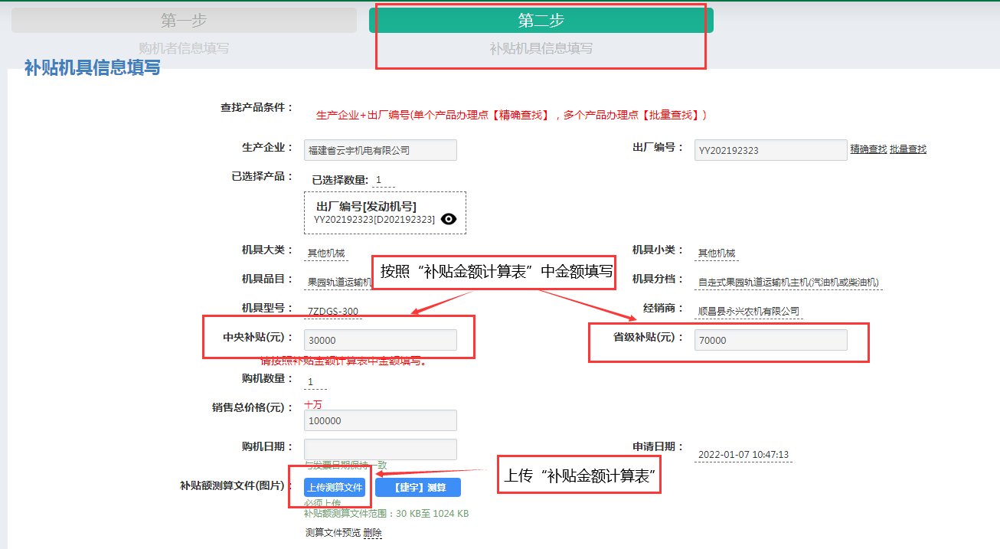 第一步
第二步
购机者信息填写
补贴机具信息填写
补贴机具信息填写
查找产品条件：
生产企业+出厂编号(单个产品办理点【精确查找】，多个产品办理点【批量查找】)
生产企业： 福建省云宇机电有限公司 出厂编号： YY202192323 精确查找 批量查找
已选择产品： 已选择数量: 1
出厂编号[发动机号]
YY202192323[D202192323]
机具大类： 其他机械 机具小类： 其他机械
按照“补贴金额计算表”中金额填写
机具品目： 果园轨道运输机 机具分档： 自走式果园轨道运输机主机(汽油机或柴油机)
机具型号： 7ZDGS-300 经销商： 顺昌县永兴农机有限公司
中央补贴(元)： 30000 省级补贴(元)： 70000
请按照补贴金额计算表中金额填写。
购机数量： 1
销售总价格(元)： 十万
100000
购机日期： 申请日期： 2022-01-07 10:47:13
与发票日期保持一致
上传“补贴金额计算表”
补贴额测算文件(图片)： 上传测算文件 【捷宇】测算
必须上传
补贴额测算文件范围：30 KB至 1024 KB
测算文件预览 删除